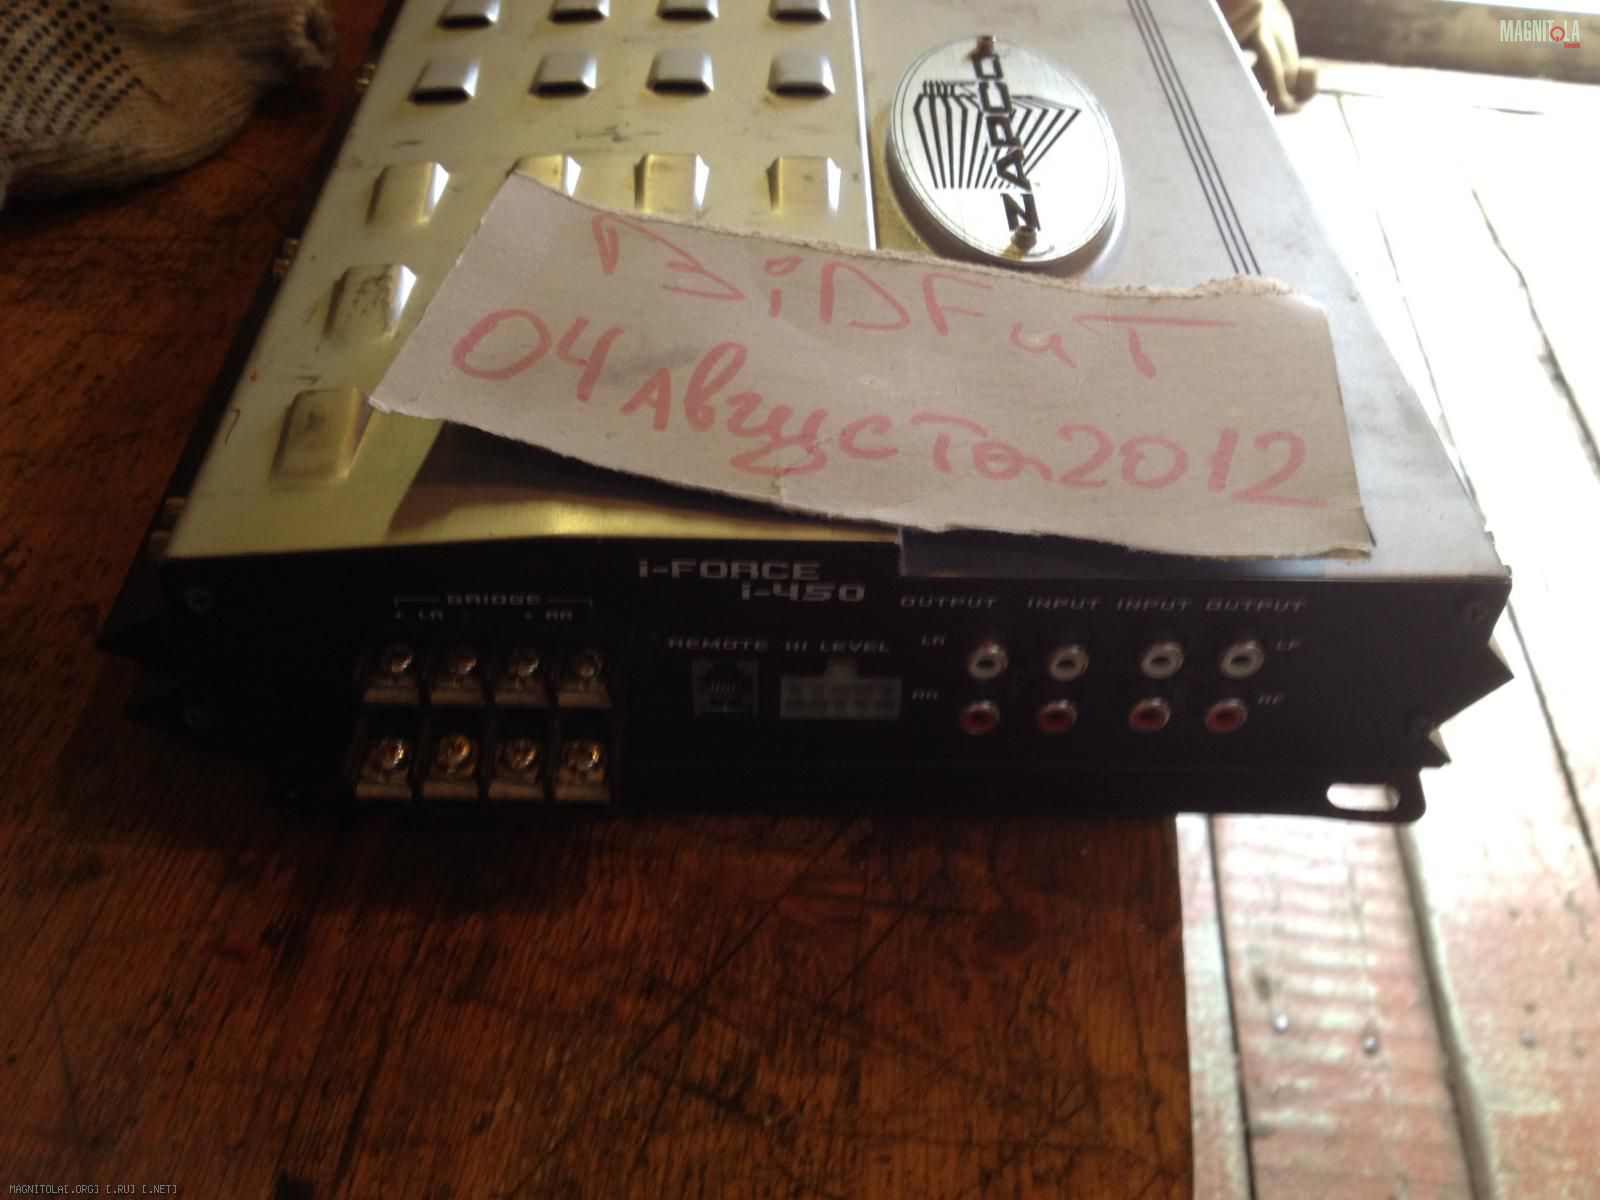 MAGNITOLA
Team
ZAPCO
BiDFuT
04 Августа 2012
i-FORCE
i-450
BRIDGE
+ LR - + RR -
REMOTE HI LEVEL
OUTPUT INPUT INPUT OUTPUT
LR LF
RR RF
MAGNITOLA[.ORG] [.RU] [.NET]